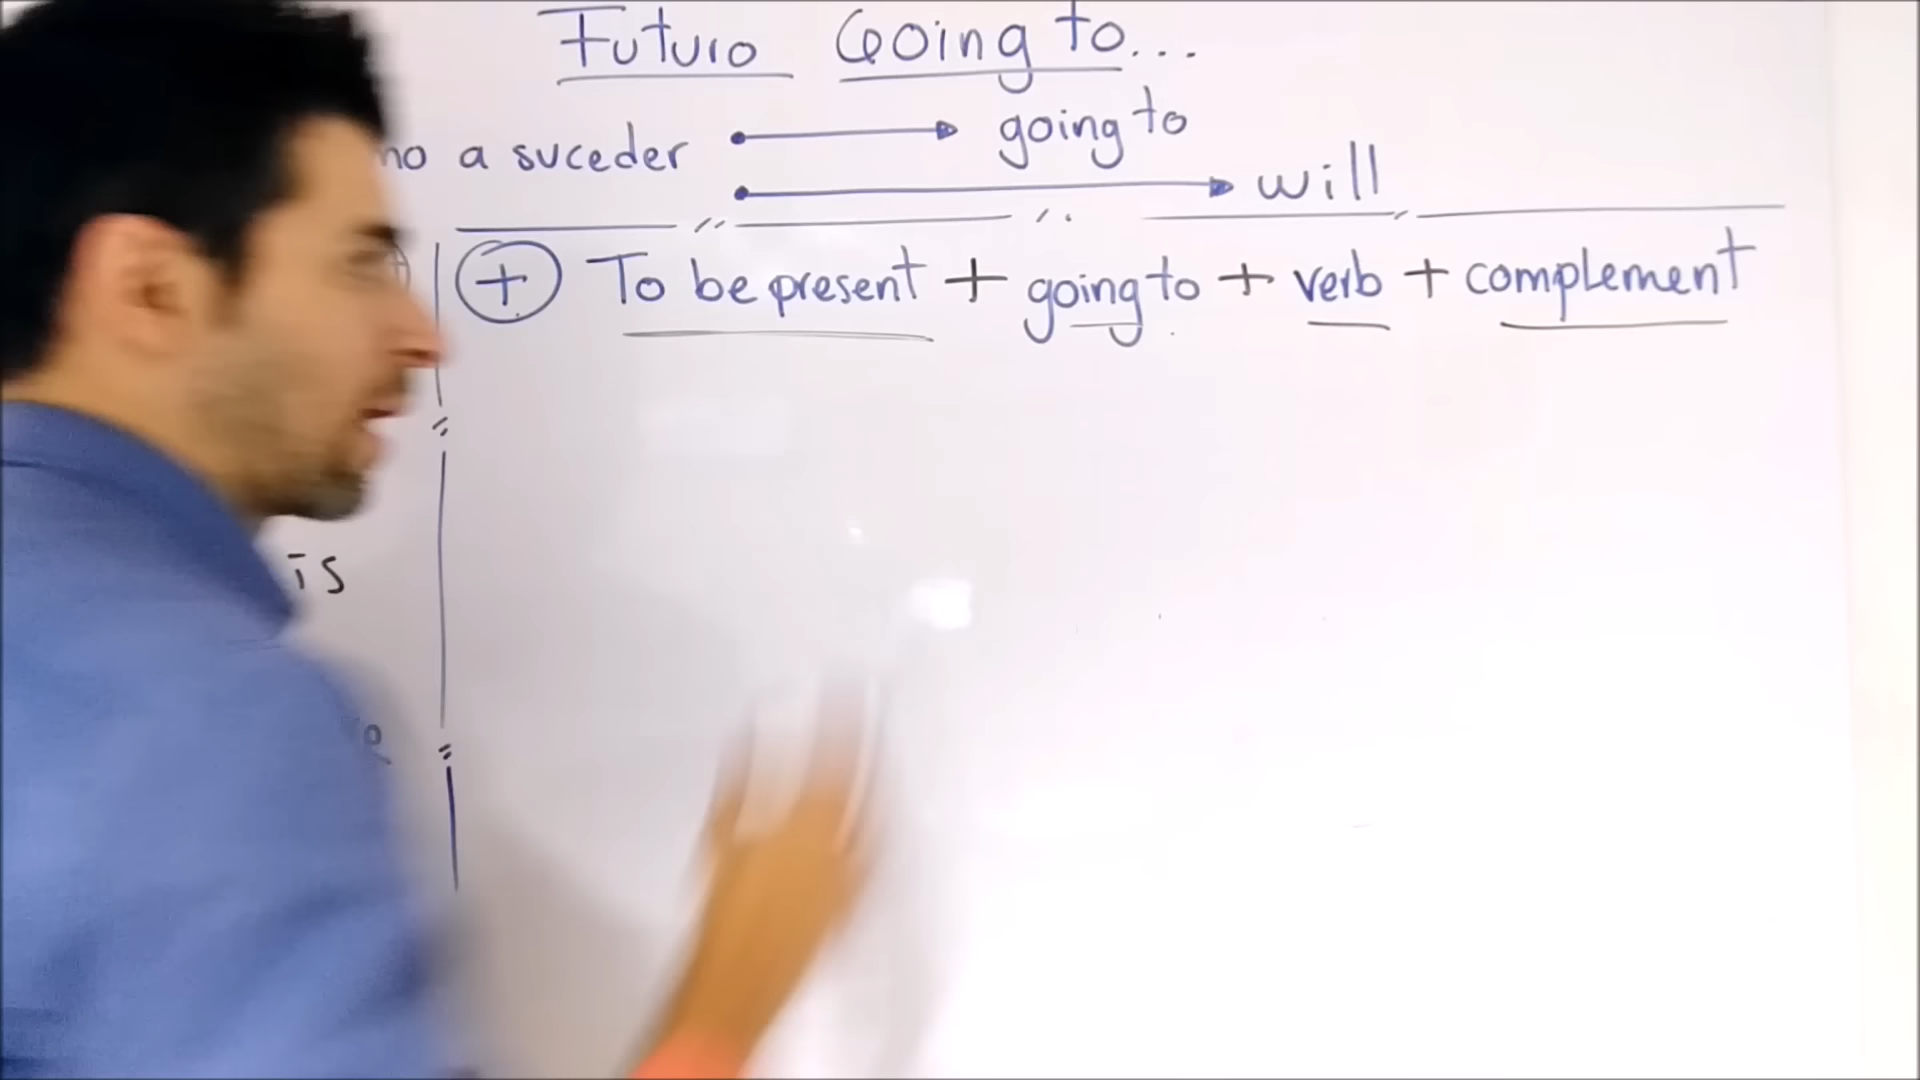 Futuro Going to...
no a suceder going to
will
+ To be present + going to + verb + complement
is